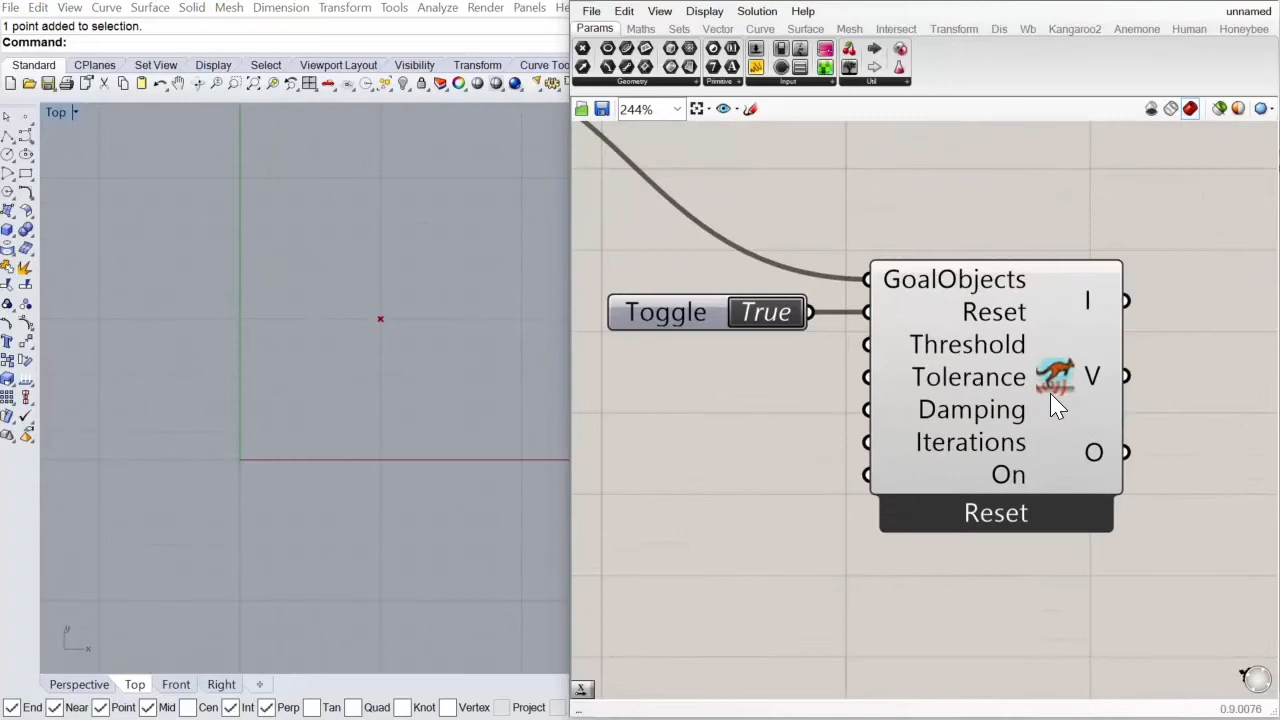 File Edit View Curve Surface Solid Mesh Dimension Transform Tools Analyze Render Panels
1 point added to selection.
Command:
Standard CPlanes Set View Display Select Viewport Layout Visibility Transform Curve Too
Top
y
x
Perspective Top Front Right
End Near Point Mid Cen Int Perp Tan Quad Knot Vertex Project
File Edit View Display Solution Help unnamed
Params Maths Sets Vector Curve Surface Mesh Intersect Transform Dis Wb Kangaroo2 Anemone Human Honeybee
Geometry Primitive Input Util
244%
GoalObjects
Toggle True Reset
Threshold
Tolerance
Damping
Iterations
On
I
V
O
Reset
... 0.9.0076